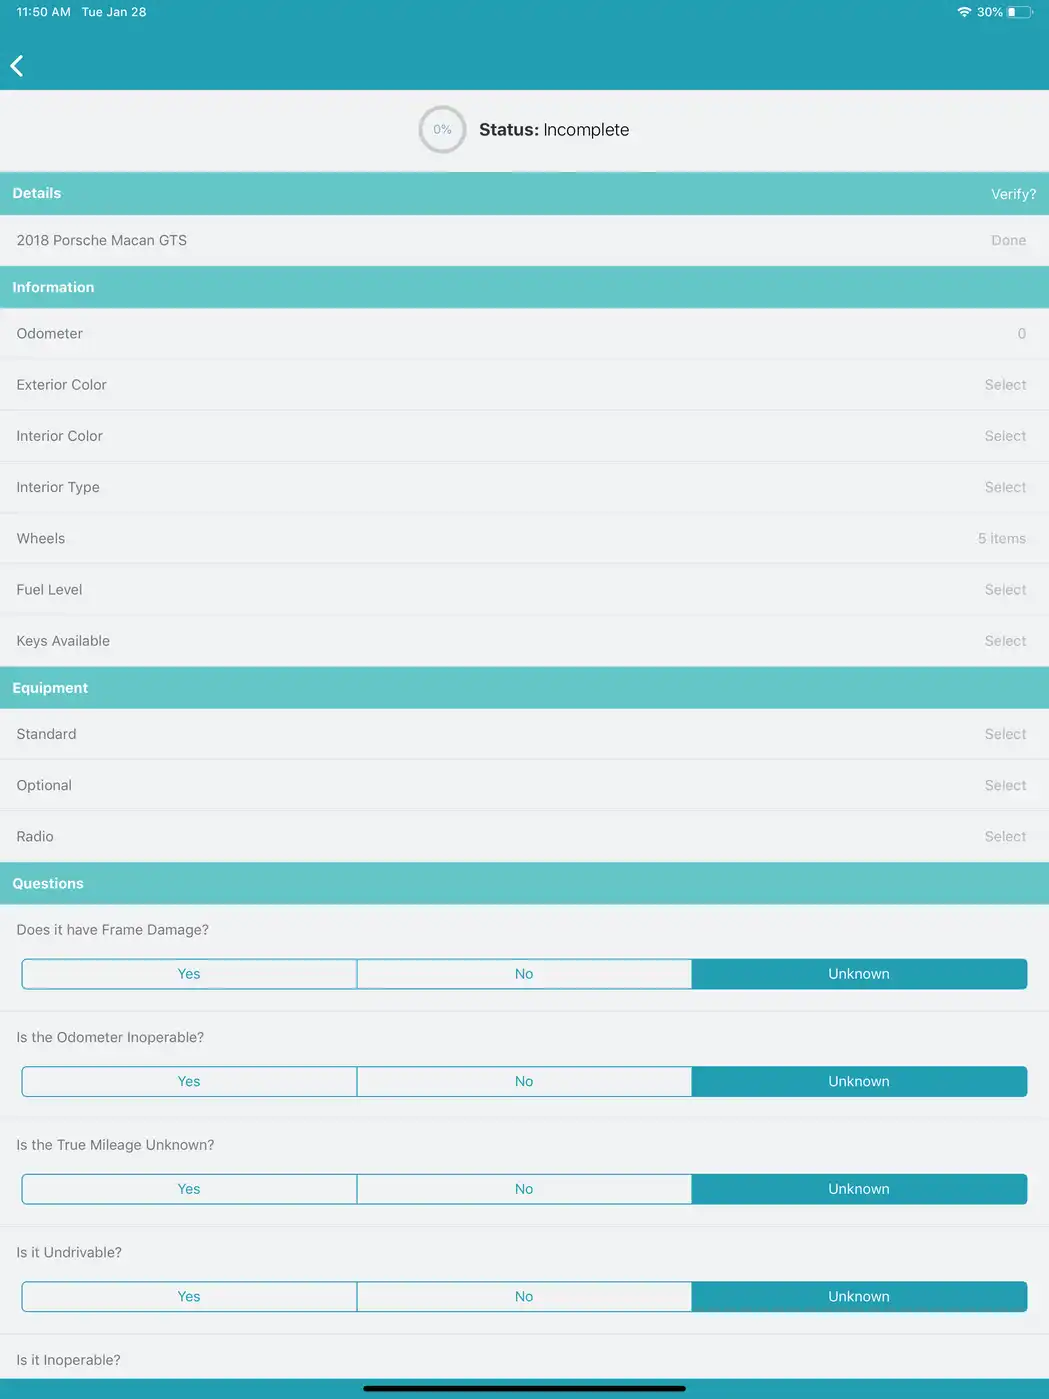 11:50 AM Tue Jan 28 30%
0% Status: Incomplete
Details Verify?
2018 Porsche Macan GTS Done
Information
Odometer 0
Exterior Color Select
Interior Color Select
Interior Type Select
Wheels 5 items
Fuel Level Select
Keys Available Select
Equipment
Standard Select
Optional Select
Radio Select
Questions
Does it have Frame Damage?
Yes No Unknown
Is the Odometer Inoperable?
Yes No Unknown
Is the True Mileage Unknown?
Yes No Unknown
Is it Undrivable?
Yes No Unknown
Is it Inoperable?